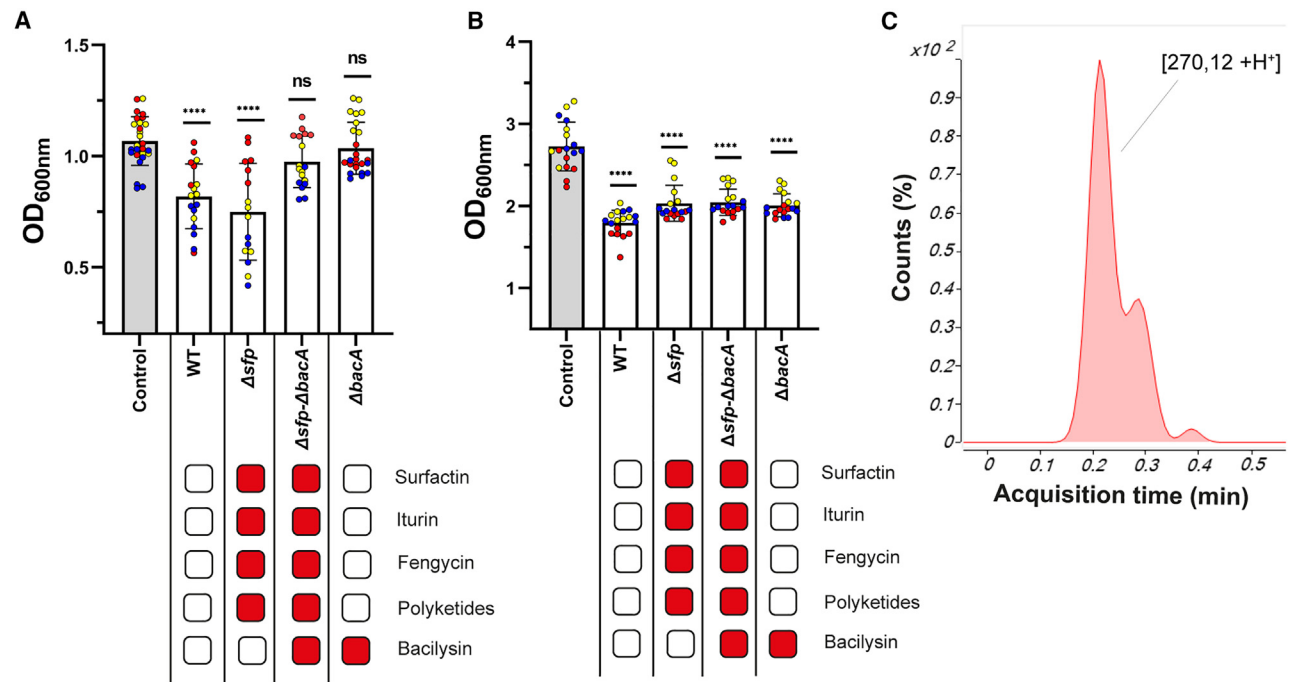 A
1.5
1.0
0.5
OD600nm
****
****
ns
ns
Control
WT
Δsfp
Δsfp-ΔbacA
ΔbacA
Surfactin
Iturin
Fengycin
Polyketides
Bacilysin
B
4
3
2
1
OD600nm
****
****
****
****
Control
WT
Δsfp
Δsfp-ΔbacA
ΔbacA
Surfactin
Iturin
Fengycin
Polyketides
Bacilysin
C
x10 2
[270,12 +H+]
0.9
0.8
0.7
0.6
0.5
0.4
0.3
0.2
0.1
0
Counts (%)
0 0.1 0.2 0.3 0.4 0.5
Acquisition time (min)